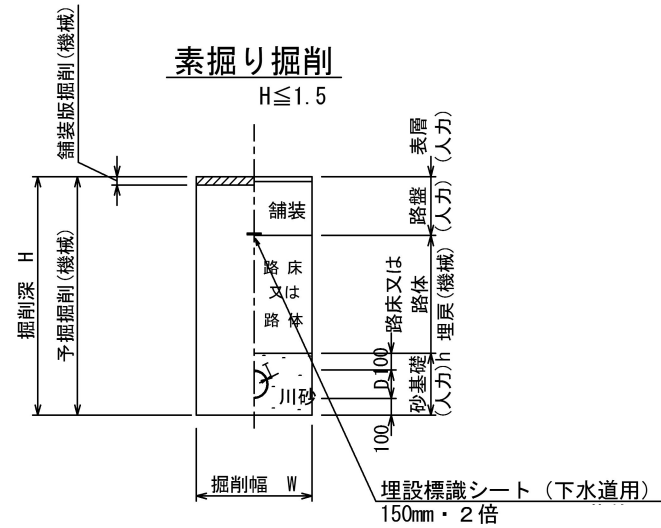 素掘り掘削
H≦1.5
舗装版掘削(機械)
掘削深 H
予掘掘削(機械)
舗装
路床
又は
路体
川砂
T
表層
(人力)
路盤
(人力)
路床又は
路体
埋戻(機械)
砂基礎
(人力)h
100
D
100
掘削幅 W
埋設標識シート (下水道用)
150mm・2倍